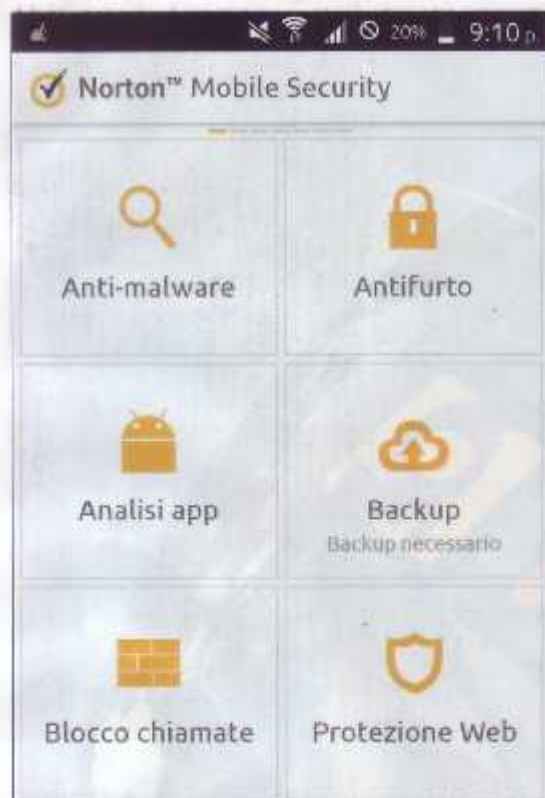 20% 9:10 p
Norton™ Mobile Security
Anti-malware Antifurto
Analisi app Backup
Backup necessario
Blocco chiamate Protezione Web